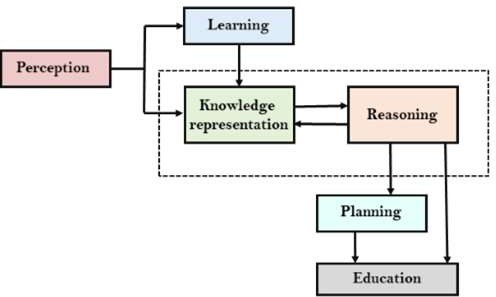 Learning
Perception
Knowledge
representation
Reasoning
Planning
Education